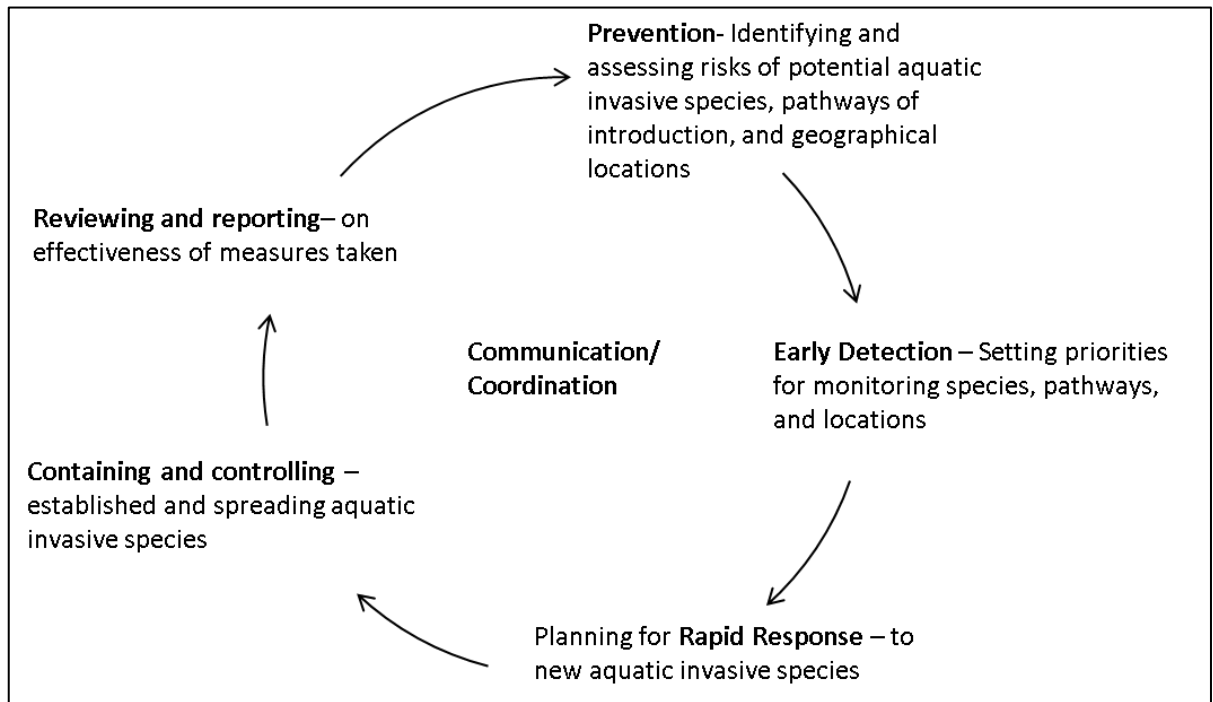 Prevention- Identifying and
assessing risks of potential aquatic
invasive species, pathways of
introduction, and geographical
locations
Early Detection – Setting priorities
for monitoring species, pathways,
and locations
Planning for Rapid Response – to
new aquatic invasive species
Containing and controlling –
established and spreading aquatic
invasive species
Reviewing and reporting– on
effectiveness of measures taken
Communication/
Coordination